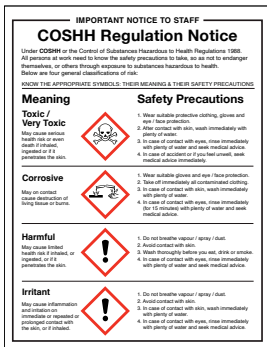 IMPORTANT NOTICE TO STAFF
COSHH Regulation Notice
Under COSHH or the Control of Substances Hazardous to Health Regulations 1988.
All persons at work need to know the safety precautions to take, so as not to endanger
themselves, or others through exposure to substances hazardous to health.
Below are four general classifications of risk:
KNOW THE APPROPRIATE SYMBOLS: THEIR MEANING & THEIR SAFETY PRECAUTIONS
Meaning
Safety Precautions
Toxic /
Very Toxic
May cause serious
health risk or even
death if inhaled,
ingested or if it
penetrates the skin.
1. Wear suitable protective clothing, gloves and
eye / face protection.
2. After contact with skin, wash immediately with
plenty of water.
3. In case of contact with eyes, rinse immediately
with plenty of water and seek medical advice.
4. In case of accident or if you feel unwell, seek
medical advice immediately.
Corrosive
May on contact
cause destruction of
living tissue or burns.
1. Wear suitable gloves and eye / face protection.
2. Take off immediately all contaminated clothing.
3. In case of contact with skin, wash immediately
with plenty of water.
4. In case of contact with eyes, rinse immediately
(for 15 minutes) with plenty of water and seek
medical advice.
Harmful
May cause limited
health risk if inhaled, or
ingested, or if it
penetrates the skin.
1. Do not breathe vapour / spray / dust.
2. Avoid contact with skin.
3. Wash thoroughly before you eat, drink or smoke.
4. In case of contact with eyes, rinse immediately
with plenty of water and seek medical advice.
Irritant
May cause inflammation
and irritation on
immediate or repeated or
prolonged contact with
the skin, or if inhaled.
1. Do not breathe vapour / spray / dust.
2. Avoid contact with skin.
3. In case of contact with skin, wash immediately
with plenty of water.
4. In case of contact with eyes, rinse immediately
with plenty of water and seek medical advice.